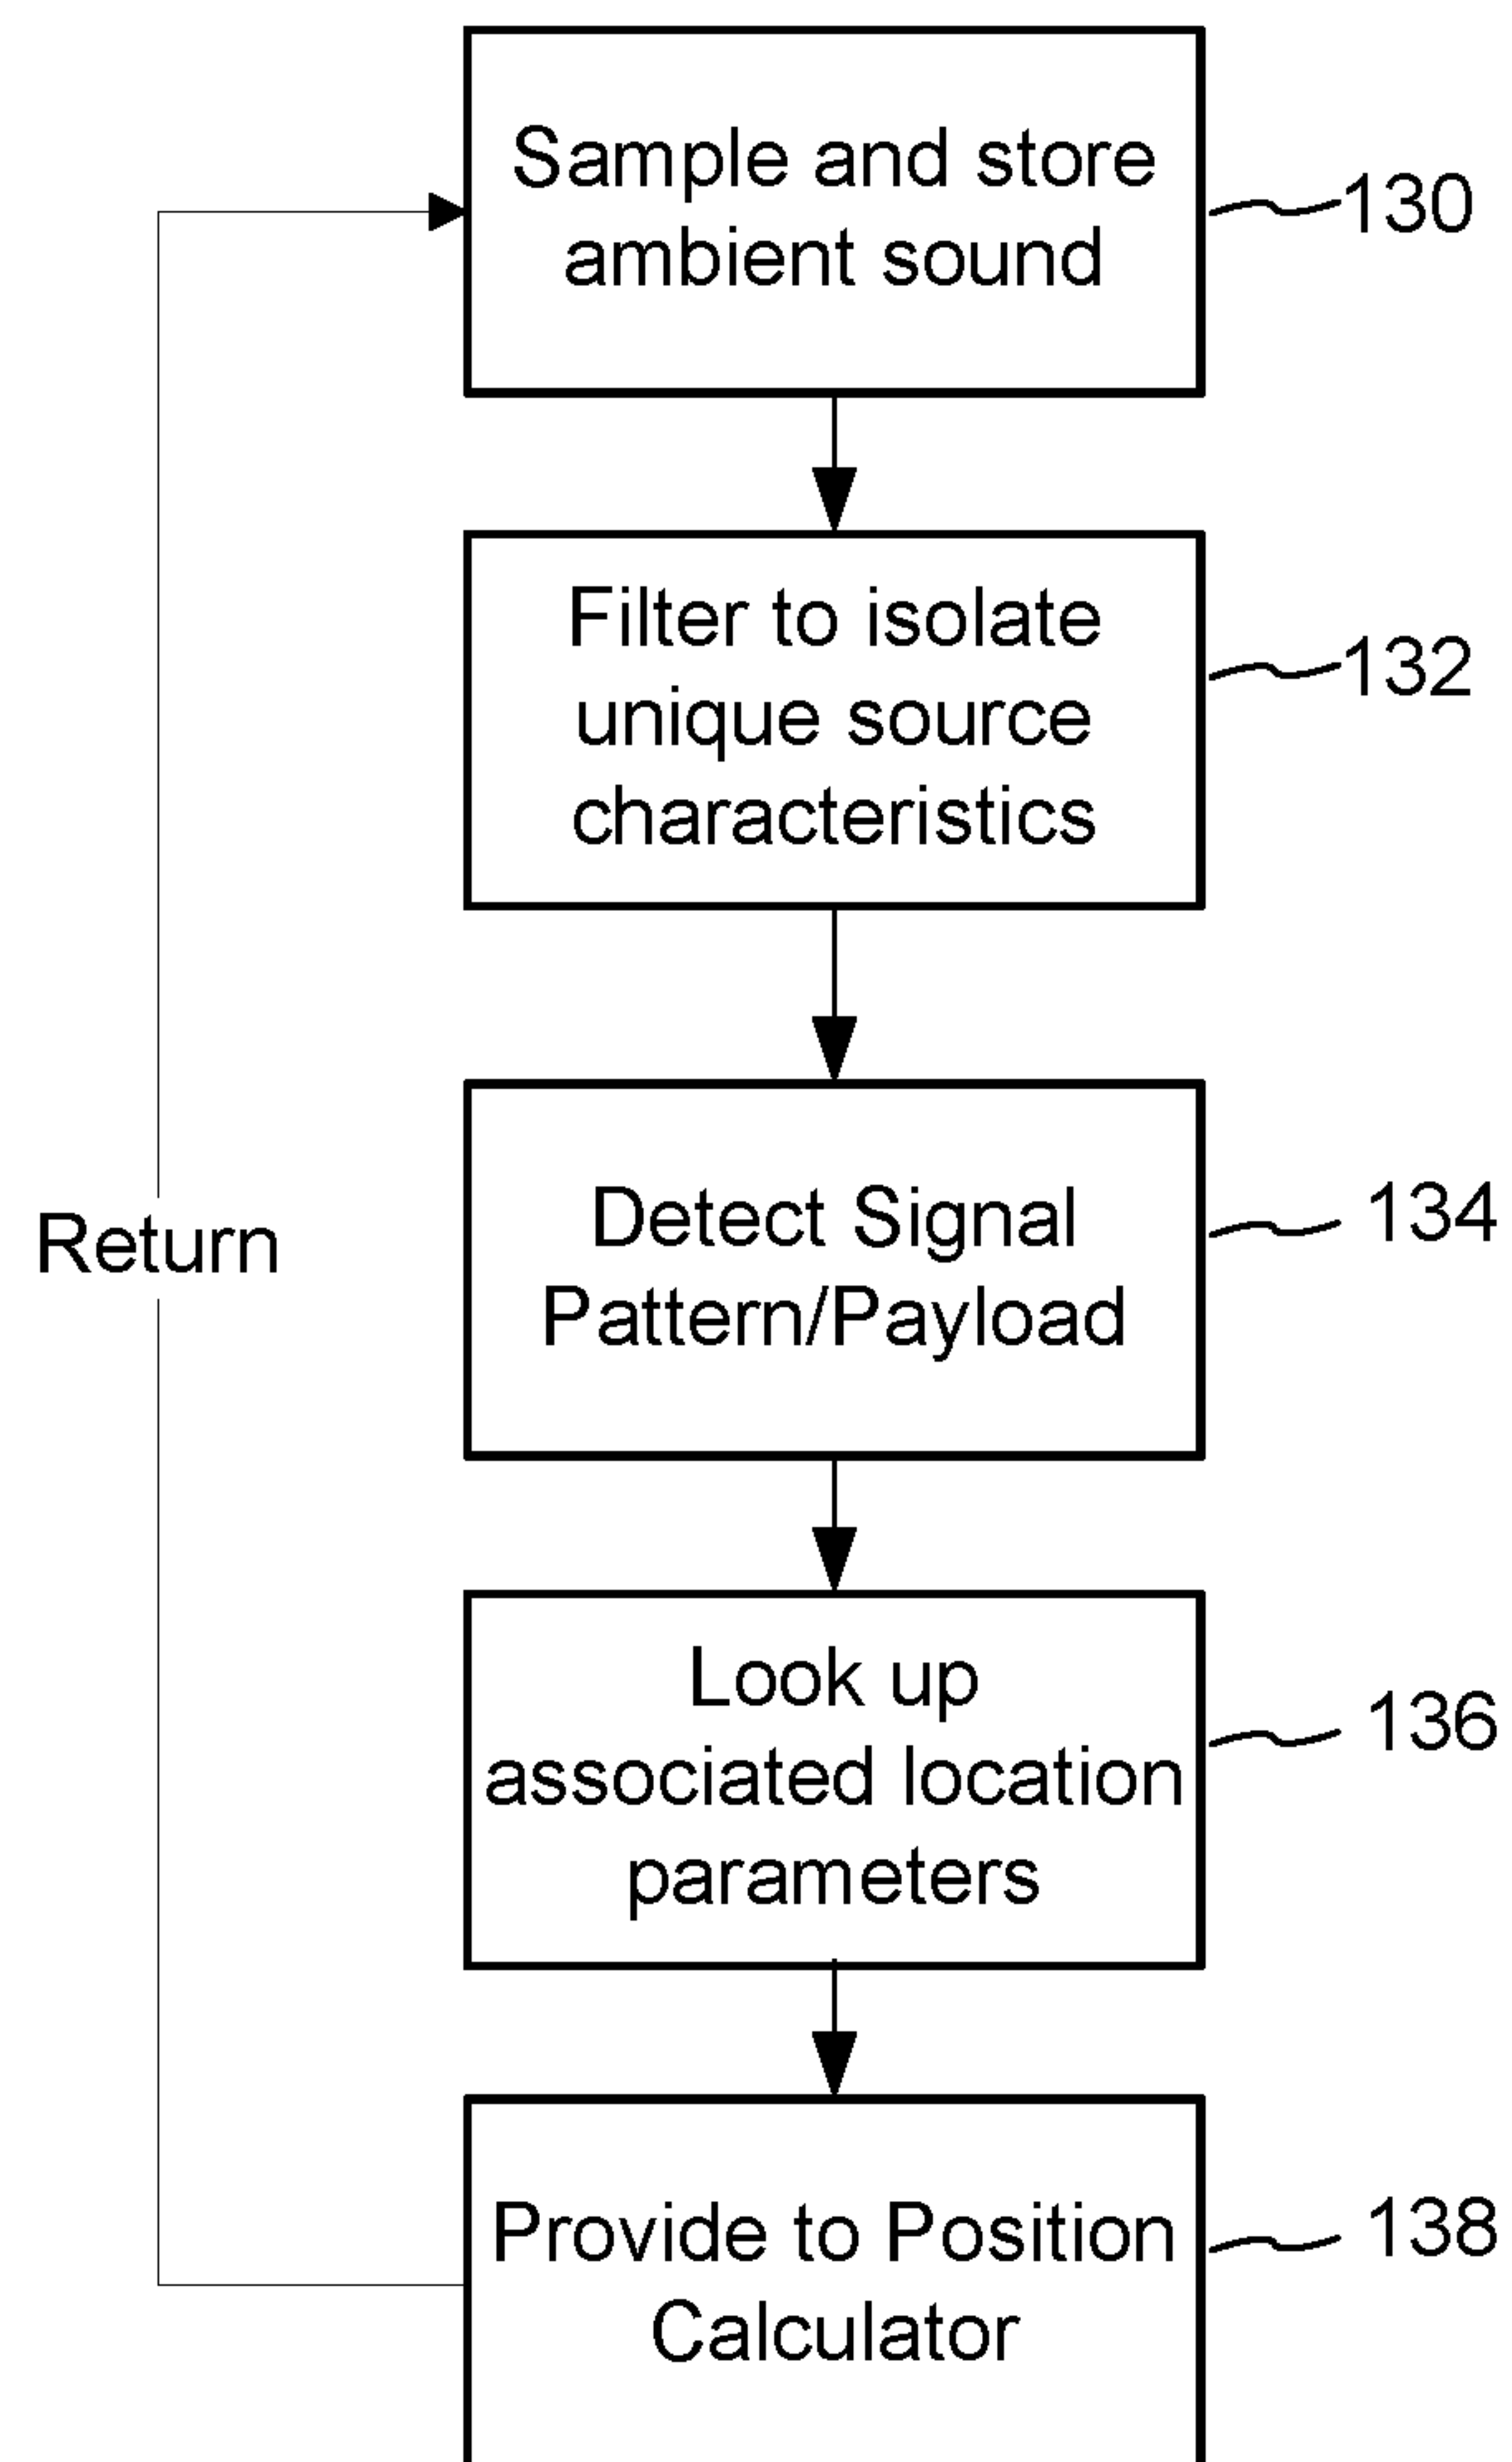 Sample and store
ambient sound
130
Filter to isolate
unique source
characteristics
132
Detect Signal
Pattern/Payload
134
Return
Look up
associated location
parameters
136
Provide to Position
Calculator
138